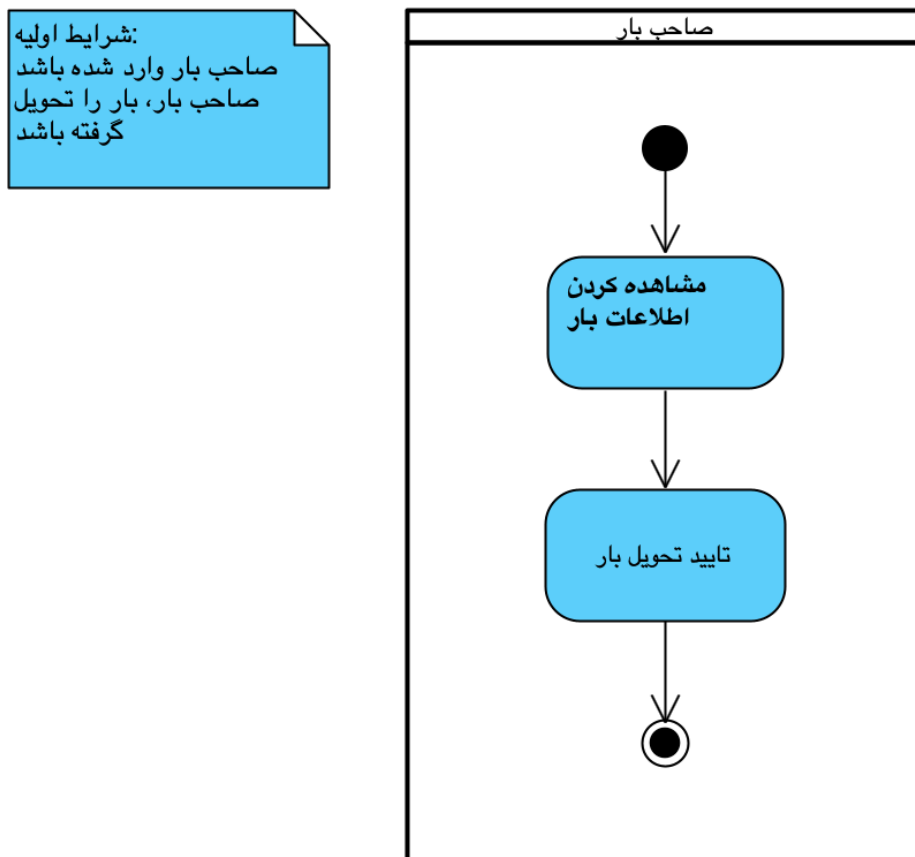 شرایط اولیه:
صاحب بار وارد شده باشد
صاحب بار، بار را تحویل
گرفته باشد
صاحب بار
مشاهده کردن
اطلاعات بار
تایید تحویل بار